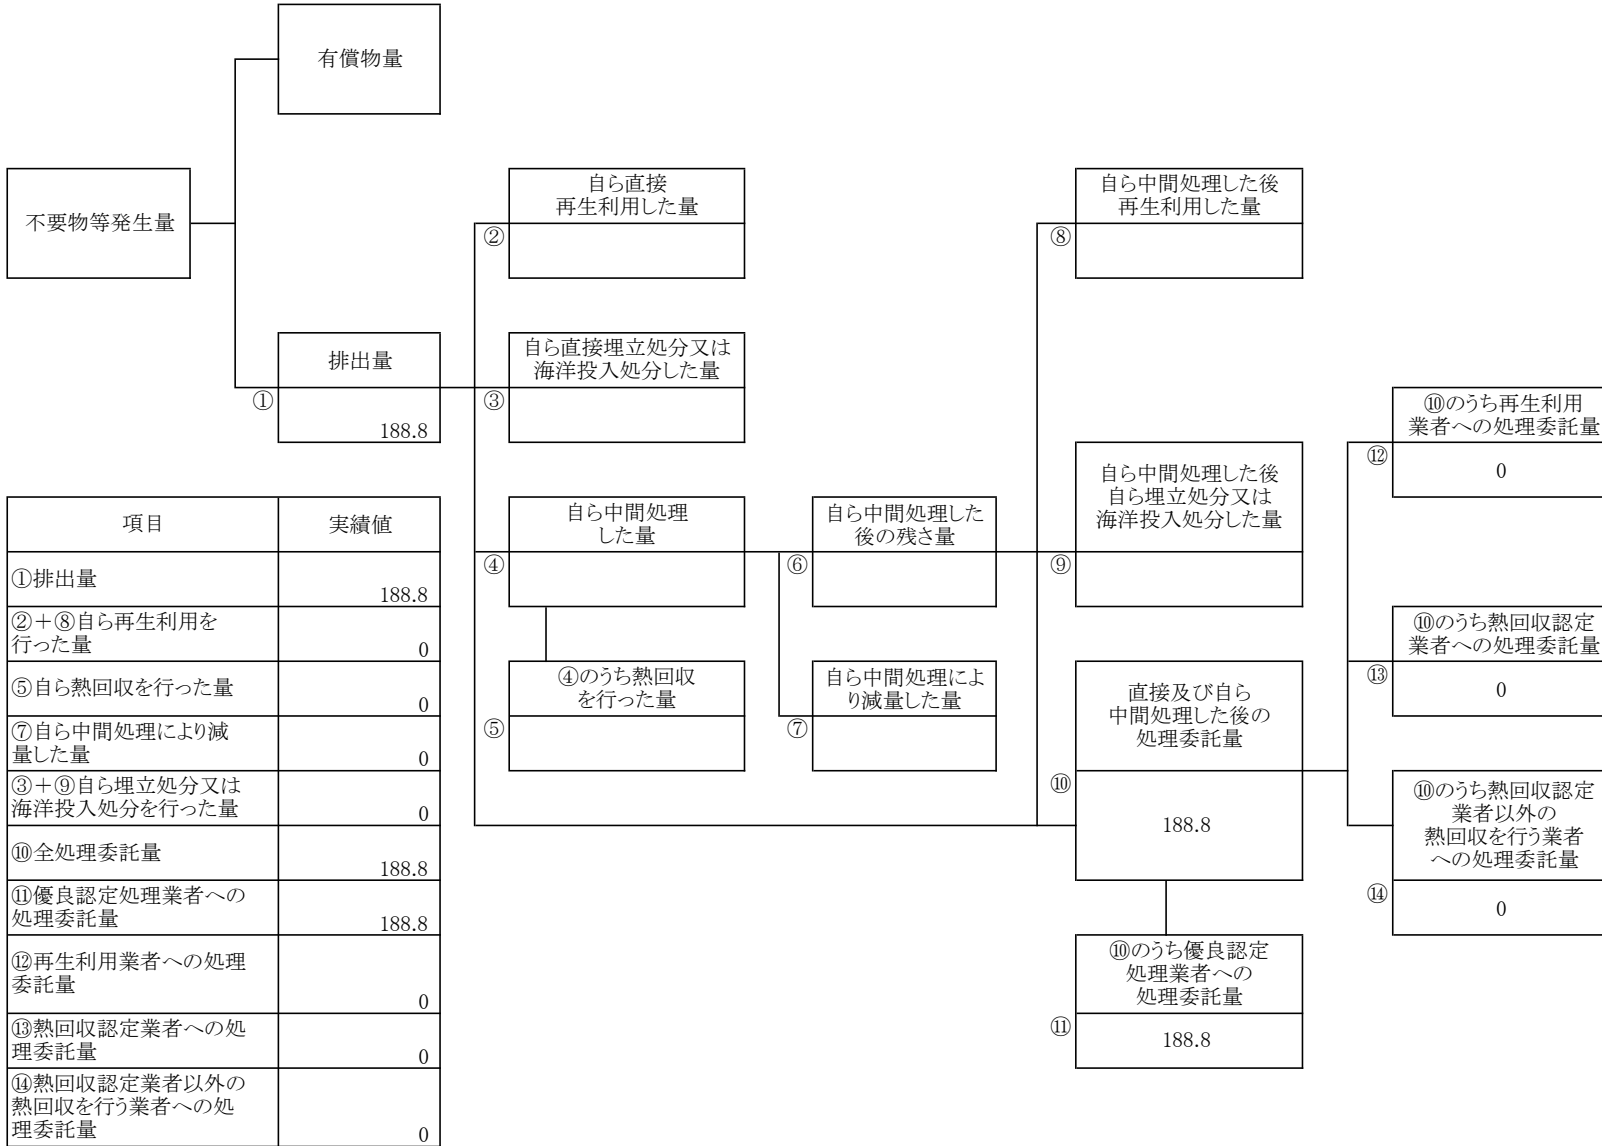 有償物量
不要物等発生量
自ら直接
再生利用した量
②
自ら中間処理した後
再生利用した量
⑧
排出量
①
188.8
自ら直接埋立処分又は
海洋投入処分した量
③
⑩のうち再生利用
業者への処理委託量
⑫
0
自ら中間処理
した量
④
自ら中間処理した
後の残さ量
⑥
自ら中間処理した後
自ら埋立処分又は
海洋投入処分した量
⑨
⑩のうち熱回収認定
業者への処理委託量
⑬
0
④のうち熱回収
を行った量
⑤
自ら中間処理によ
り減量した量
⑦
直接及び自ら
中間処理した後の
処理委託量
⑩
188.8
⑩のうち熱回収認定
業者以外の
熱回収を行う業者
への処理委託量
⑭
0
⑩のうち優良認定
処理業者への
処理委託量
⑪
188.8
項目 実績値
①排出量
188.8
②+⑧自ら再生利用を
行った量
0
⑤自ら熱回収を行った量
0
⑦自ら中間処理により減
量した量
0
③+⑨自ら埋立処分又は
海洋投入処分を行った量
0
⑩全処理委託量
188.8
⑪優良認定処理業者への
処理委託量
188.8
⑫再生利用業者への処理
委託量
0
⑬熱回収認定業者への処
理委託量
0
⑭熱回収認定業者以外の
熱回収を行う業者への処
理委託量
0